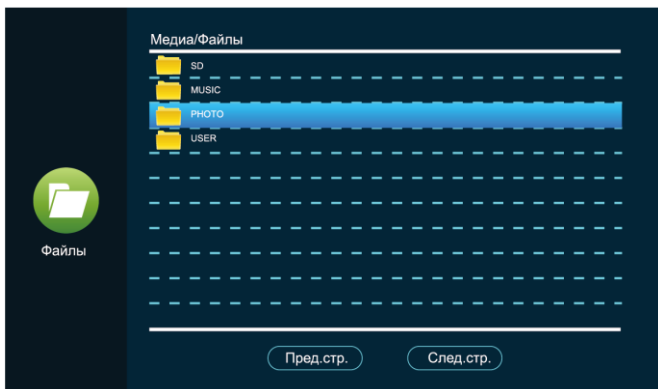 Медиа/Файлы
SD
MUSIC
PHOTO
USER
Файлы
Пред.стр.
След.стр.